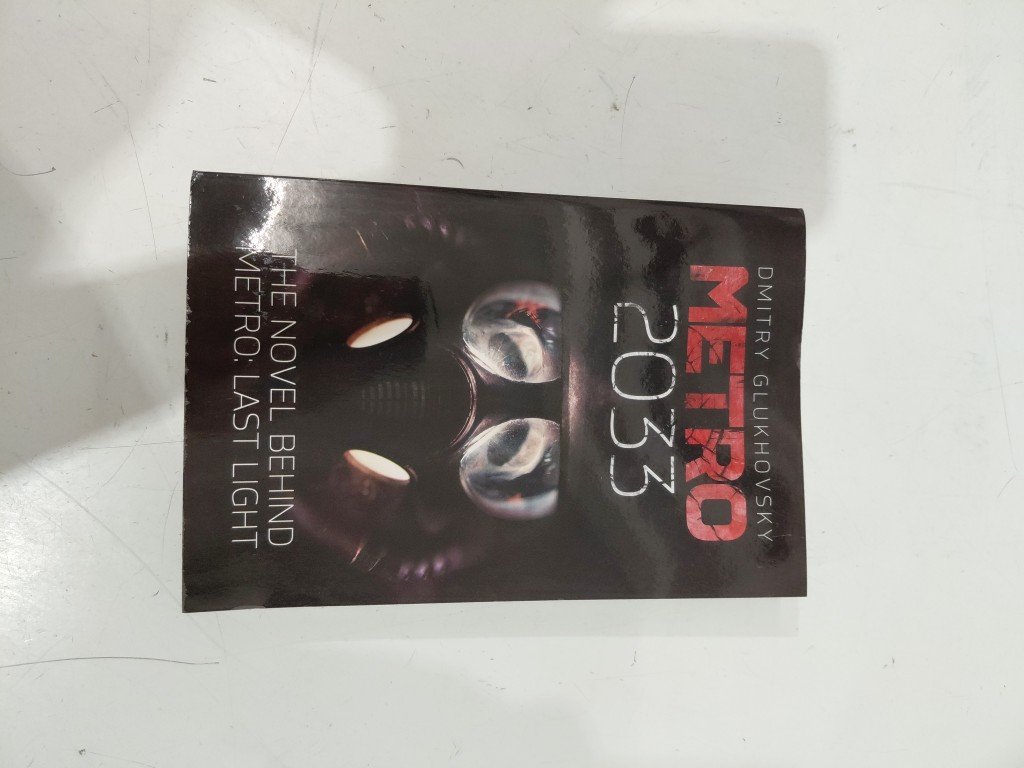 DMITRY GLUKHOVSKY
METRO
2033
THE NOVEL BEHIND
METRO: LAST LIGHT